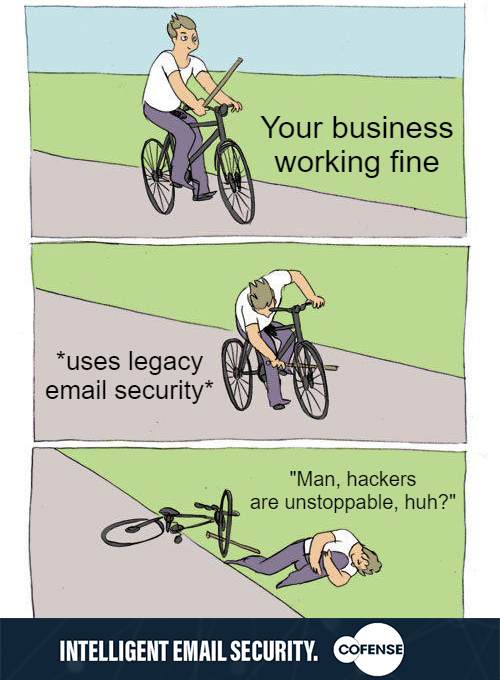 Your business
working fine
*uses legacy
email security*
"Man, hackers
are unstoppable, huh?"
INTELLIGENT EMAIL SECURITY. COFENSE